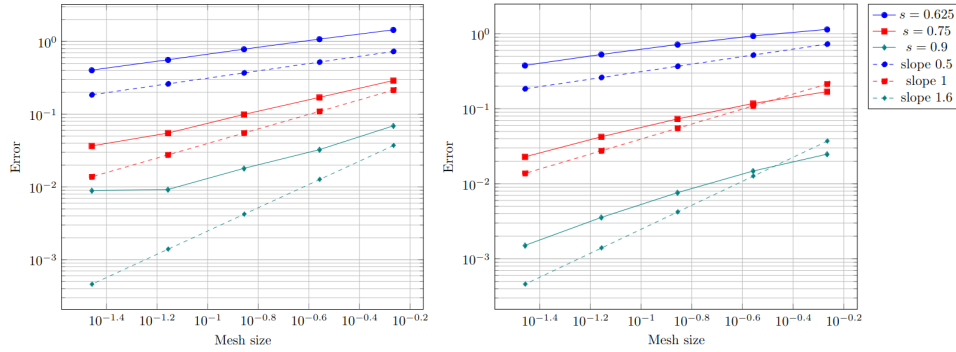 10^0
10^-1
10^-2
10^-3
Error
10^-1.4 10^-1.2 10^-1 10^-0.8 10^-0.6 10^-0.4 10^-0.2
Mesh size
10^0
10^-1
10^-2
10^-3
Error
10^-1.4 10^-1.2 10^-1 10^-0.8 10^-0.6 10^-0.4 10^-0.2
Mesh size
s = 0.625
s = 0.75
s = 0.9
slope 0.5
slope 1
slope 1.6